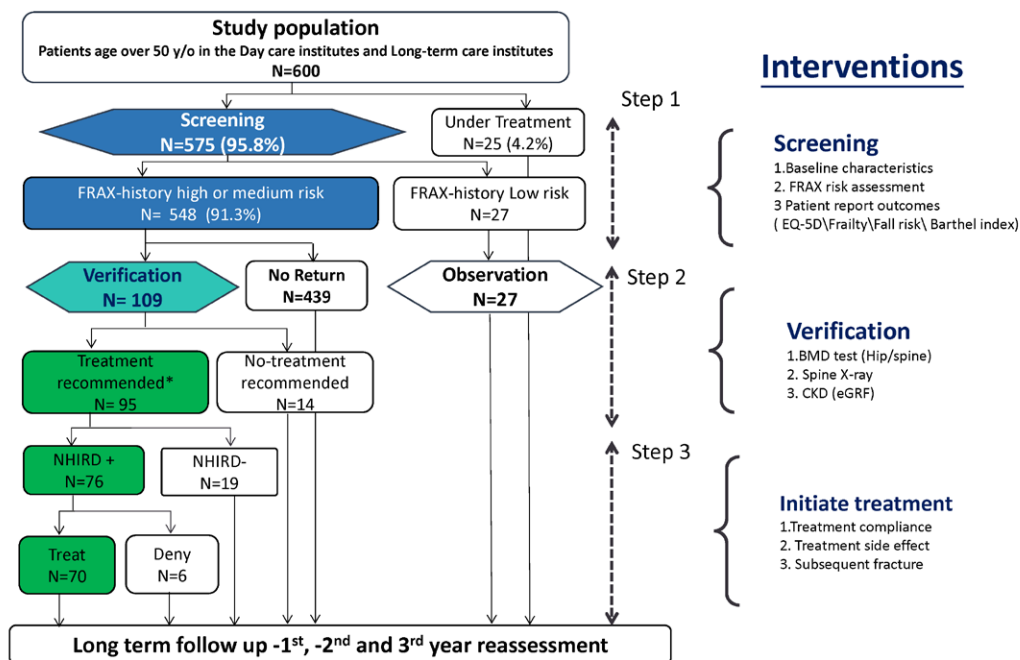 Study population
Patients age over 50 y/o in the Day care institutes and Long-term care institutes
N=600
Screening
N=575 (95.8%)
Under Treatment
N=25 (4.2%)
FRAX-history high or medium risk
N= 548 (91.3%)
FRAX-history Low risk
N=27
Verification
N= 109
No Return
N=439
Observation
N=27
Treatment
recommended*
N= 95
No-treatment
recommended
N=14
NHIRD +
N=76
NHIRD-
N=19
Treat
N=70
Deny
N=6
Long term follow up -1st, -2nd and 3rd year reassessment
Step 1
Step 2
Step 3
Interventions
Screening
1.Baseline characteristics
2. FRAX risk assessment
3 Patient report outcomes
( EQ-5D\Frailty\Fall risk\ Barthel index)
Verification
1.BMD test (Hip/spine)
2. Spine X-ray
3. CKD (eGRF)
Initiate treatment
1.Treatment compliance
2. Treatment side effect
3. Subsequent fracture